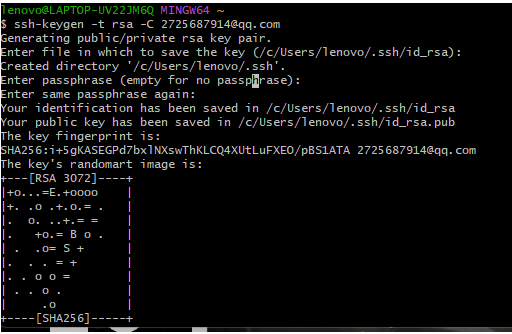 lenovo@LAPTOP-UV22JM6Q MINGW64 ~
$ ssh-keygen -t rsa -C 2725687914@qq.com
Generating public/private rsa key pair.
Enter file in which to save the key (/c/Users/lenovo/.ssh/id_rsa):
Created directory '/c/Users/lenovo/.ssh'.
Enter passphrase (empty for no passphrase):
Enter same passphrase again:
Your identification has been saved in /c/Users/lenovo/.ssh/id_rsa
Your public key has been saved in /c/Users/lenovo/.ssh/id_rsa.pub
The key fingerprint is:
SHA256:i+5gKASEGPd7bxlNXswThKLCQ4XUtLuFXEO/pBS1ATA 2725687914@qq.com
The key's randomart image is:
+---[RSA 3072]----+
|+o...=E.+oooo    |
|+. .o .+.o.= .   |
|.  o. ..+.= =    |
|.   +o.= B o .   |
| .  .o= S +      |
|  . . = +        |
|. . o o =        |
| . . o .         |
|     .o          |
+----[SHA256]-----+